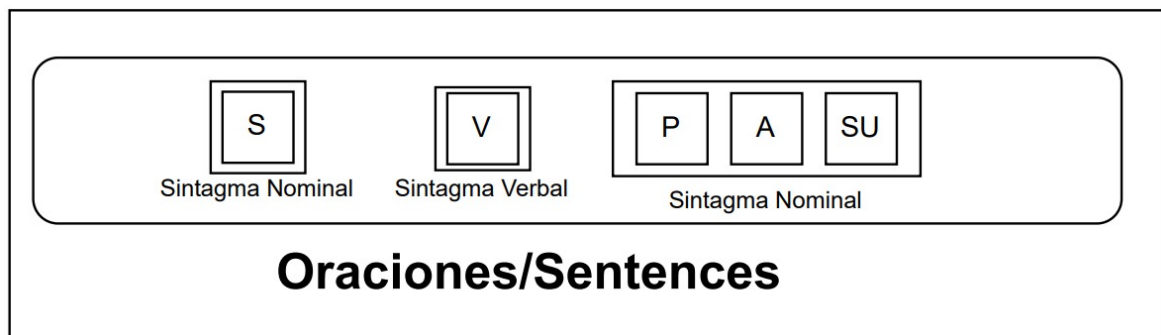 S V P A SU
Sintagma Nominal Sintagma Verbal Sintagma Nominal
Oraciones/Sentences